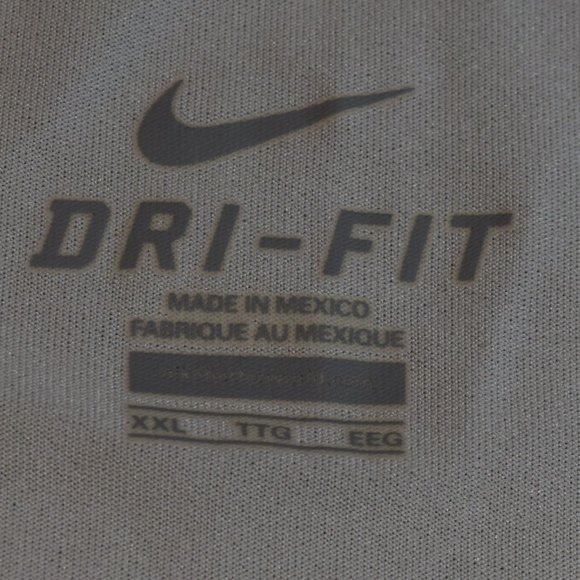 DRI-FIT
MADE IN MEXICO
FABRIQUE AU MEXIQUE
XXL TTG EEG